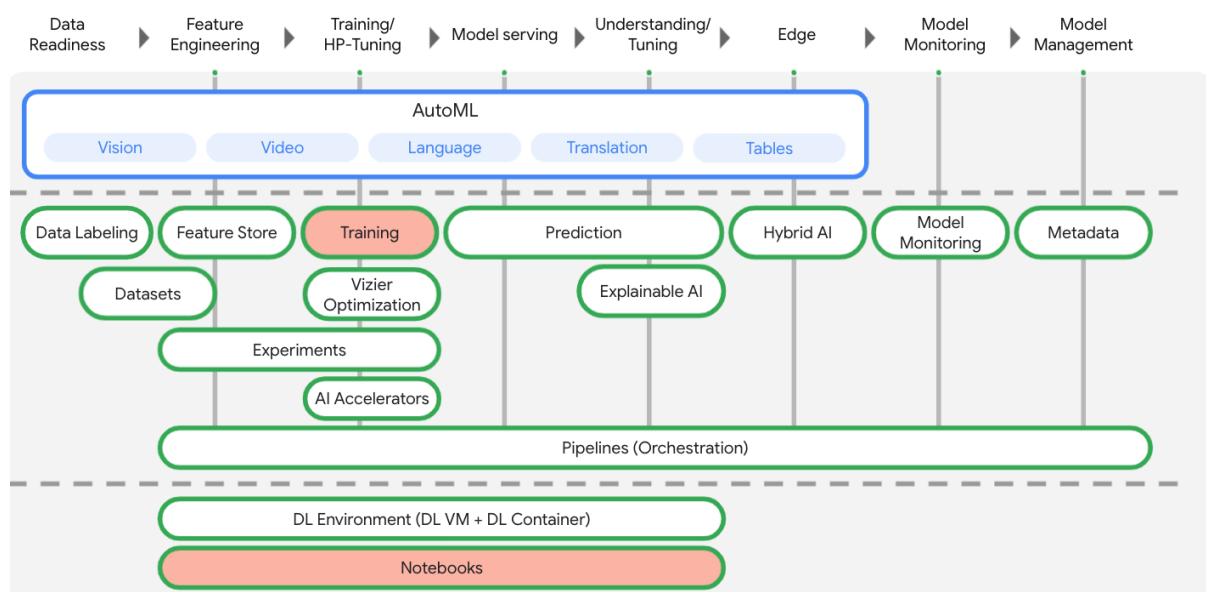 Data
Readiness
Feature
Engineering
Training/
HP-Tuning
Model serving
Understanding/
Tuning
Edge
Model
Monitoring
Model
Management
AutoML
Vision
Video
Language
Translation
Tables
Data Labeling
Feature Store
Training
Prediction
Hybrid AI
Model
Monitoring
Metadata
Datasets
Vizier
Optimization
Explainable AI
Experiments
AI Accelerators
Pipelines (Orchestration)
DL Environment (DL VM + DL Container)
Notebooks